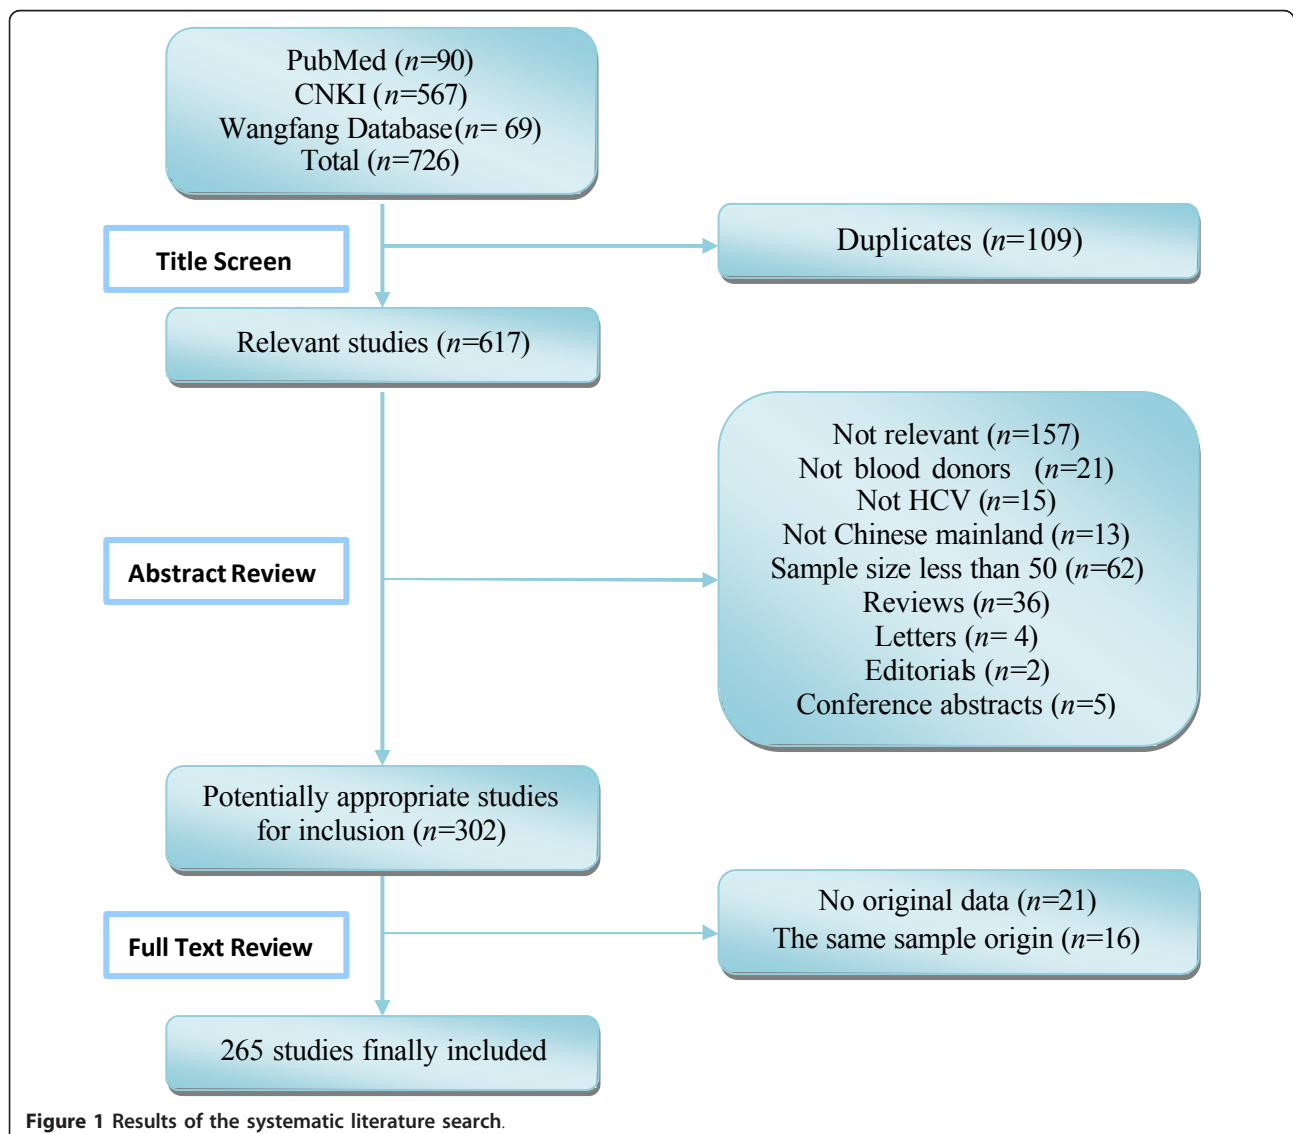 PubMed (n=90)
CNKI (n=567)
Wangfang Database(n= 69)
Total (n=726)
Title Screen
Duplicates (n=109)
Relevant studies (n=617)
Abstract Review
Not relevant (n=157)
Not blood donors (n=21)
Not HCV (n=15)
Not Chinese mainland (n=13)
Sample size less than 50 (n=62)
Reviews (n=36)
Letters (n= 4)
Editorials (n=2)
Conference abstracts (n=5)
Potentially appropriate studies
for inclusion (n=302)
Full Text Review
No original data (n=21)
The same sample origin (n=16)
265 studies finally included
Figure 1 Results of the systematic literature search.